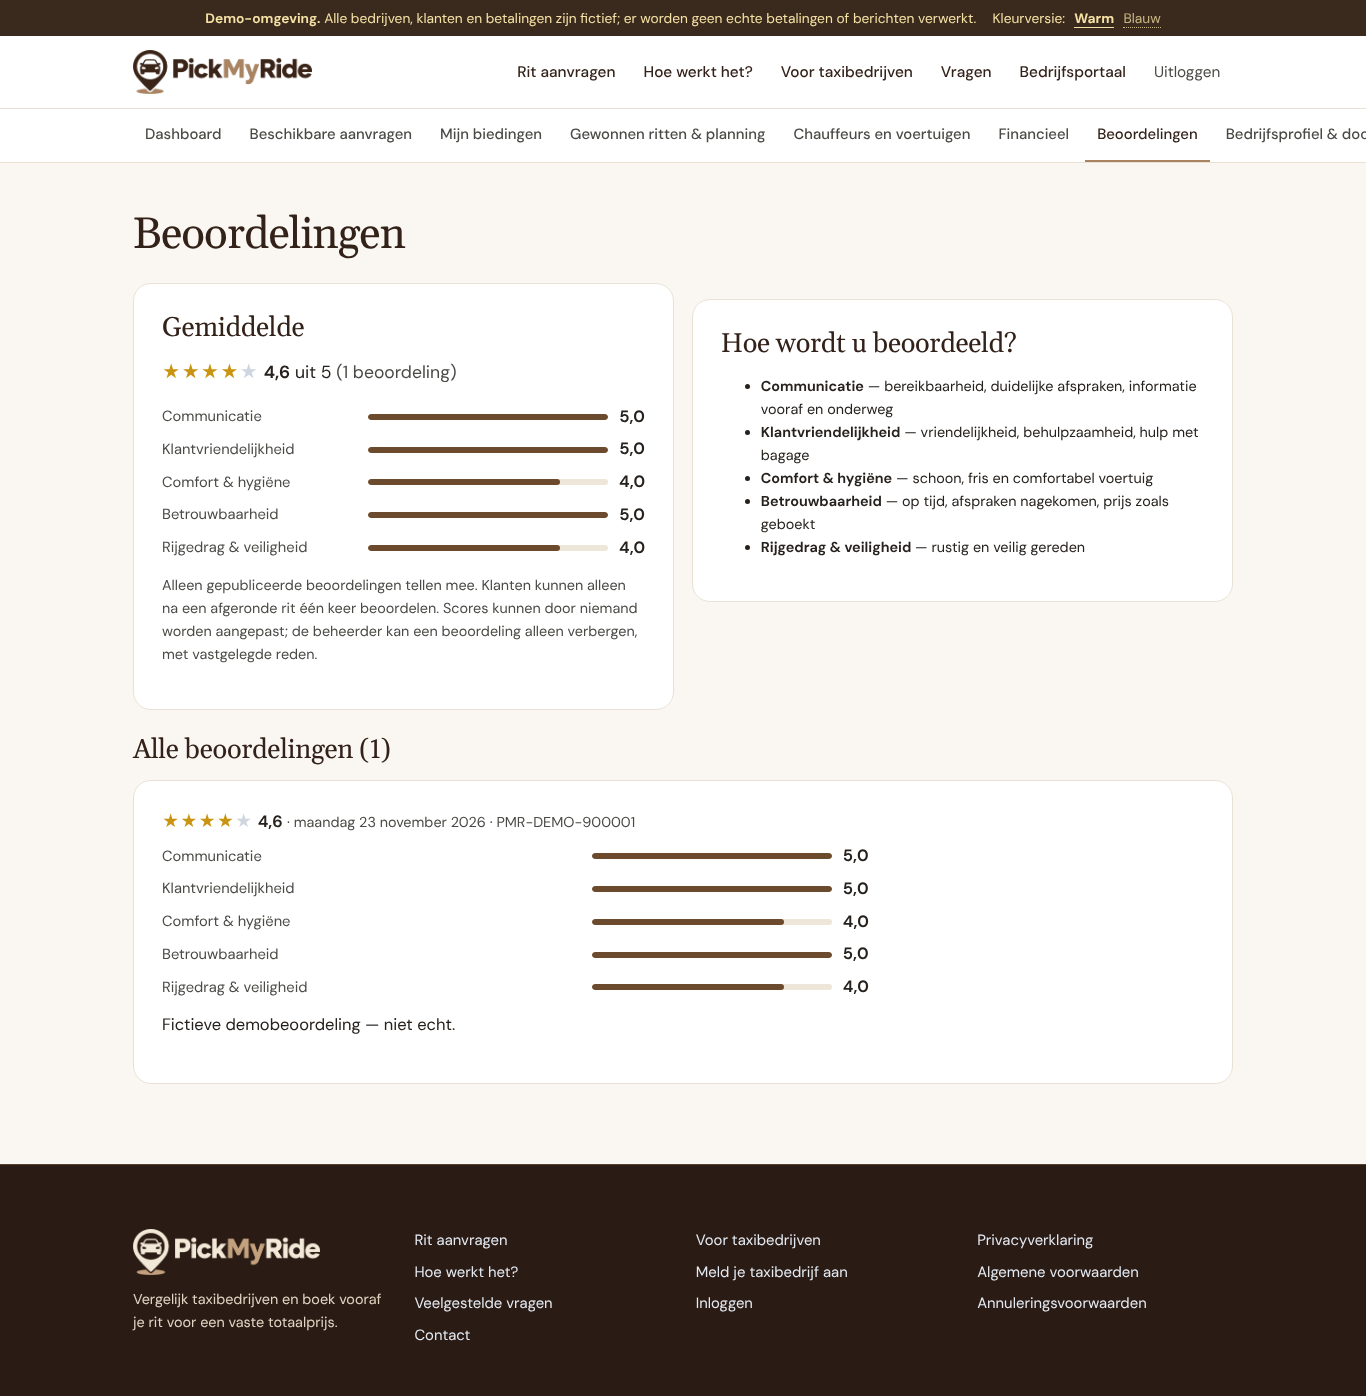 Demo-omgeving. Alle bedrijven, klanten en betalingen zijn fictief; er worden geen echte betalingen of berichten verwerkt. Kleurversie: Warm Blauw
PickMyRide
Rit aanvragen Hoe werkt het? Voor taxibedrijven Vragen Bedrijfsportaal Uitloggen
Dashboard Beschikbare aanvragen Mijn biedingen Gewonnen ritten & planning Chauffeurs en voertuigen Financieel Beoordelingen Bedrijfsprofiel &
Beoordelingen
Gemiddelde
★★★★★ 4,6 uit 5 (1 beoordeling)
Communicatie 5,0
Klantvriendelijkheid 5,0
Comfort & hygiëne 4,0
Betrouwbaarheid 5,0
Rijgedrag & veiligheid 4,0
Alleen gepubliceerde beoordelingen tellen mee. Klanten kunnen alleen
na een afgeronde rit één keer beoordelen. Scores kunnen door niemand
worden aangepast; de beheerder kan een beoordeling alleen verbergen,
met vastgelegde reden.
Hoe wordt u beoordeeld?
• Communicatie — bereikbaarheid, duidelijke afspraken, informatie
vooraf en onderweg
• Klantvriendelijkheid — vriendelijkheid, behulpzaamheid, hulp met
bagage
• Comfort & hygiëne — schoon, fris en comfortabel voertuig
• Betrouwbaarheid — op tijd, afspraken nagekomen, prijs zoals
geboekt
• Rijgedrag & veiligheid — rustig en veilig gereden
Alle beoordelingen (1)
★★★★★ 4,6 · maandag 23 november 2026 · PMR-DEMO-900001
Communicatie 5,0
Klantvriendelijkheid 5,0
Comfort & hygiëne 4,0
Betrouwbaarheid 5,0
Rijgedrag & veiligheid 4,0
Fictieve demobeoordeling — niet echt.
PickMyRide
Vergelijk taxibedrijven en boek vooraf
je rit voor een vaste totaalprijs.
Rit aanvragen
Hoe werkt het?
Veelgestelde vragen
Contact
Voor taxibedrijven
Meld je taxibedrijf aan
Inloggen
Privacyverklaring
Algemene voorwaarden
Annuleringsvoorwaarden